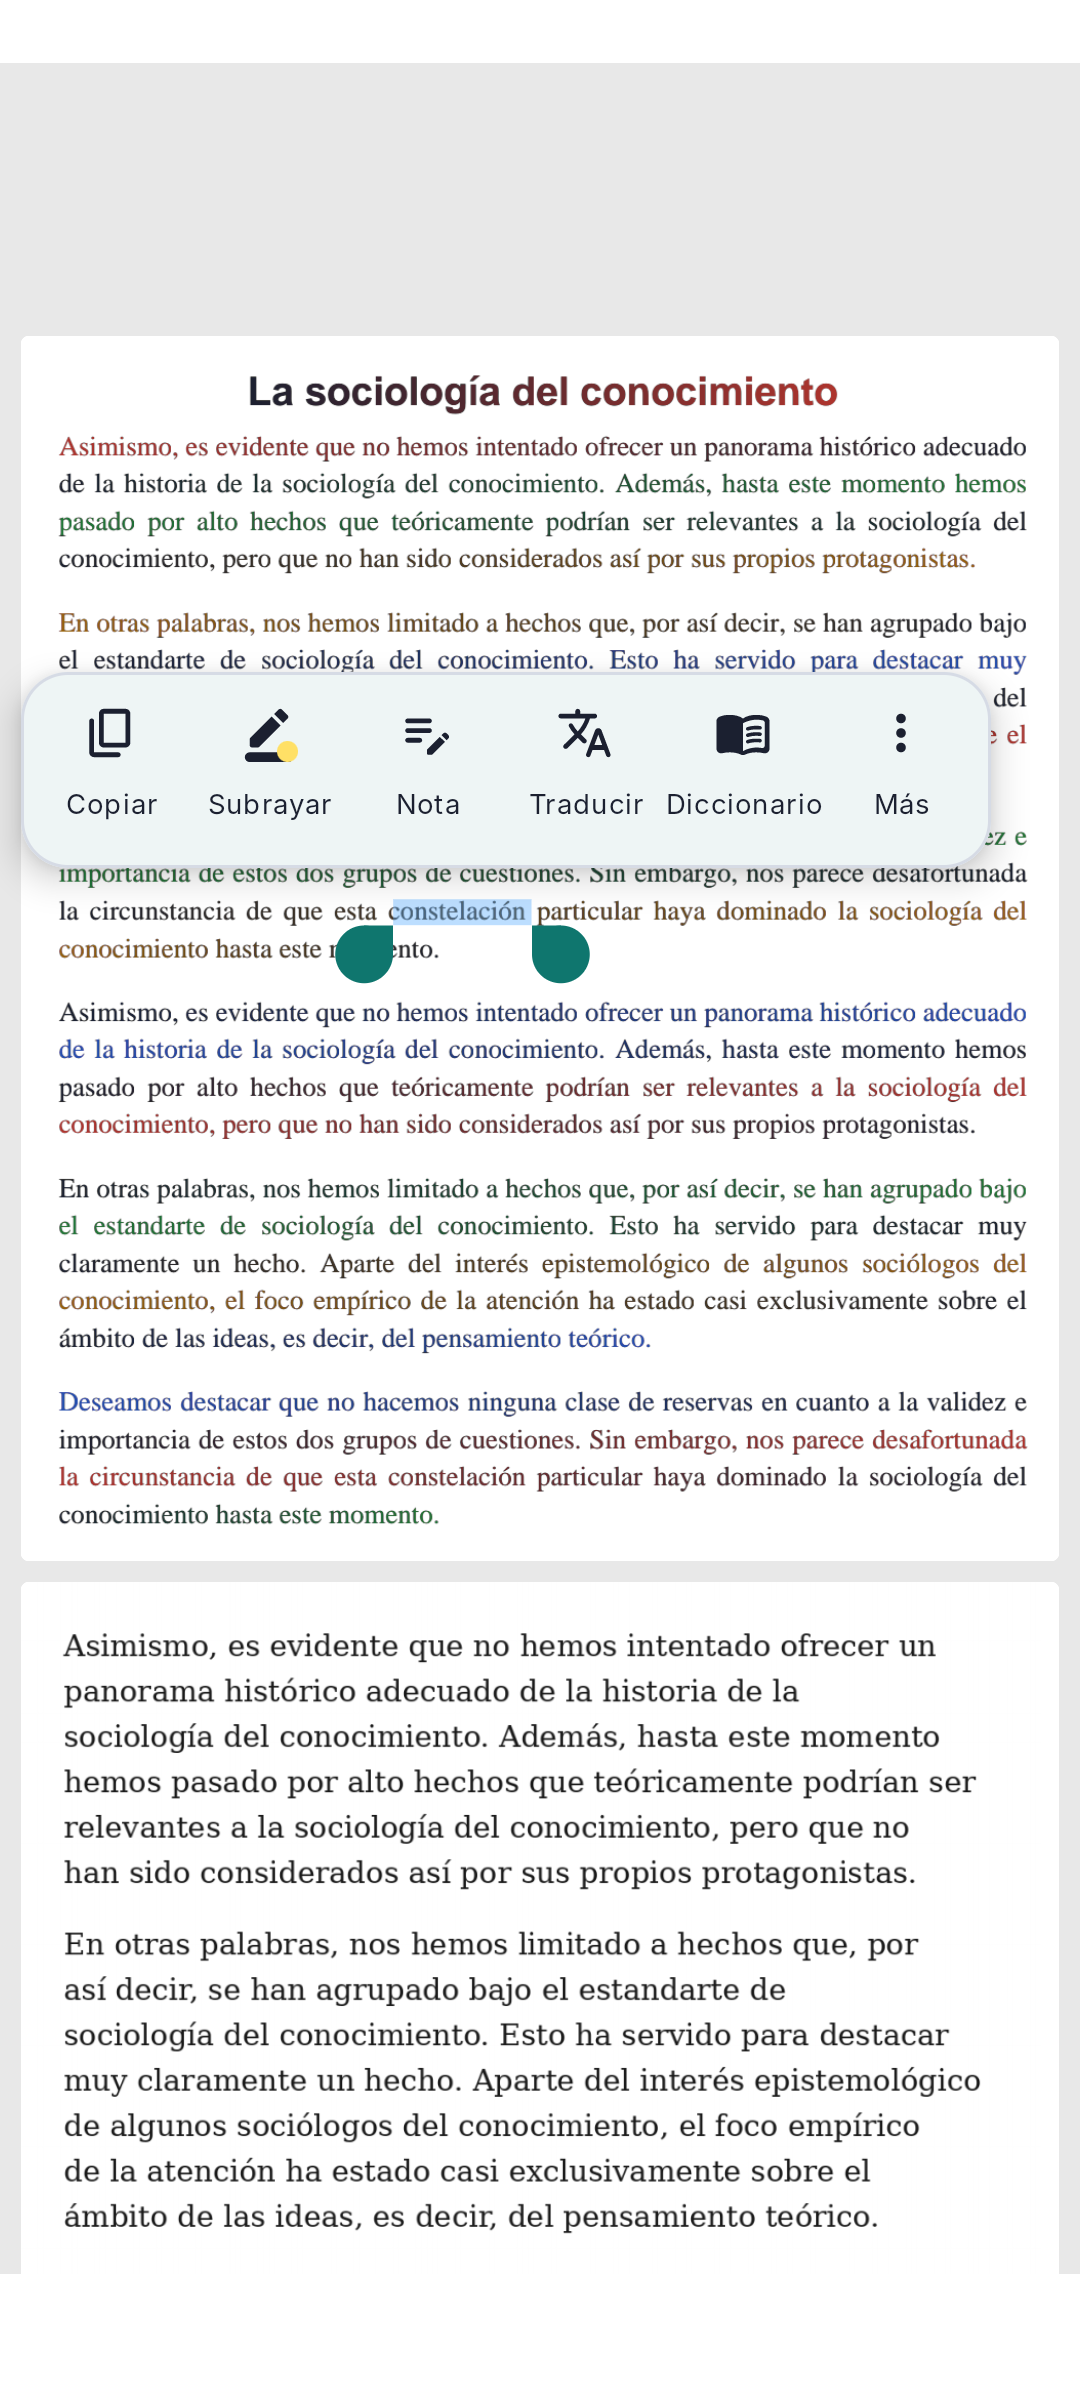 La sociología del conocimiento
Asimismo, es evidente que no hemos intentado ofrecer un panorama histórico adecuado
de la historia de la sociología del conocimiento. Además, hasta este momento hemos
pasado por alto hechos que teóricamente podrían ser relevantes a la sociología del
conocimiento, pero que no han sido considerados así por sus propios protagonistas.
En otras palabras, nos hemos limitado a hechos que, por así decir, se han agrupado bajo
el estandarte de sociología del conocimiento. Esto ha servido para destacar muy
del
el
Copiar
Subrayar
Nota
Traducir
Diccionario
Más
e
importancia de estos dos grupos de cuestiones. Sin embargo, nos parece desafortunada
la circunstancia de que esta constelación particular haya dominado la sociología del
conocimiento hasta este
Asimismo, es evidente que no hemos intentado ofrecer un panorama histórico adecuado
de la historia de la sociología del conocimiento. Además, hasta este momento hemos
pasado por alto hechos que teóricamente podrían ser relevantes a la sociología del
conocimiento, pero que no han sido considerados así por sus propios protagonistas.
En otras palabras, nos hemos limitado a hechos que, por así decir, se han agrupado bajo
el estandarte de sociología del conocimiento. Esto ha servido para destacar muy
claramente un hecho. Aparte del interés epistemológico de algunos sociólogos del
conocimiento, el foco empírico de la atención ha estado casi exclusivamente sobre el
ámbito de las ideas, es decir, del pensamiento teórico.
Deseamos destacar que no hacemos ninguna clase de reservas en cuanto a la validez e
importancia de estos dos grupos de cuestiones. Sin embargo, nos parece desafortunada
la circunstancia de que esta constelación particular haya dominado la sociología del
conocimiento hasta este momento.
Asimismo, es evidente que no hemos intentado ofrecer un
panorama histórico adecuado de la historia de la
sociología del conocimiento. Además, hasta este momento
hemos pasado por alto hechos que teóricamente podrían ser
relevantes a la sociología del conocimiento, pero que no
han sido considerados así por sus propios protagonistas.
En otras palabras, nos hemos limitado a hechos que, por
así decir, se han agrupado bajo el estandarte de
sociología del conocimiento. Esto ha servido para destacar
muy claramente un hecho. Aparte del interés epistemológico
de algunos sociólogos del conocimiento, el foco empírico
de la atención ha estado casi exclusivamente sobre el
ámbito de las ideas, es decir, del pensamiento teórico.